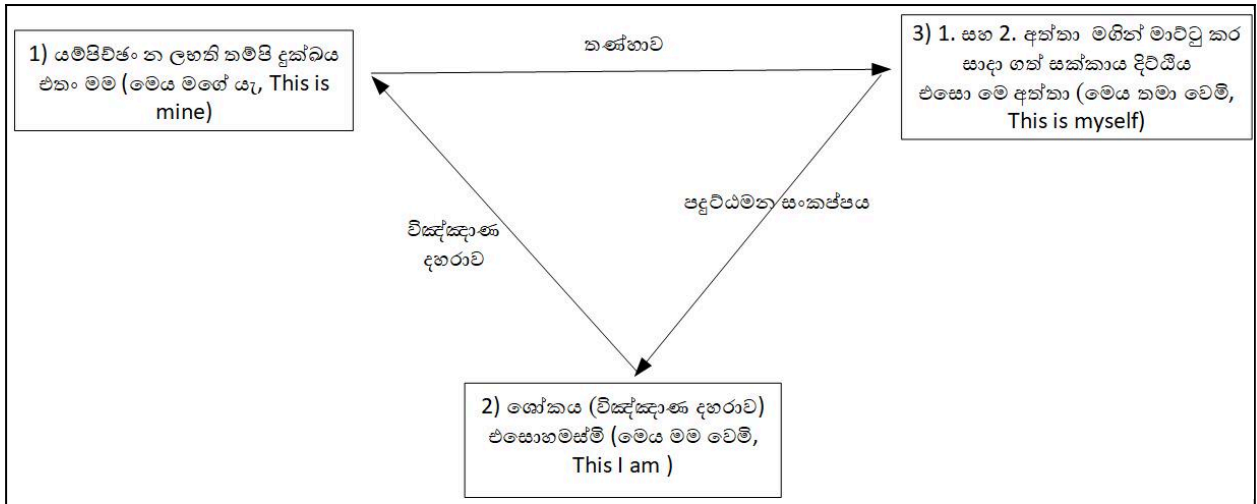 1) යම්පිච්ඡං න ලභති තම්පි දුක්ඛය
එතං මම (මෙය මගේ යැ, This is
mine)
තණ්හාව
3) 1. සහ 2. අත්තා මගින් මාට්ටු කර
සාදා ගත් සක්කාය දිට්ඨිය
එසො මෙ අත්තා (මෙය තමා වෙමි,
This is myself)
පදුට්ඨමන සංකප්පය
විඤ්ඤාණ
දහරාව
2) ශෝකය (විඤ්ඤාණ දහරාව)
එසොහමස්මි (මෙය මම වෙමි,
This I am )